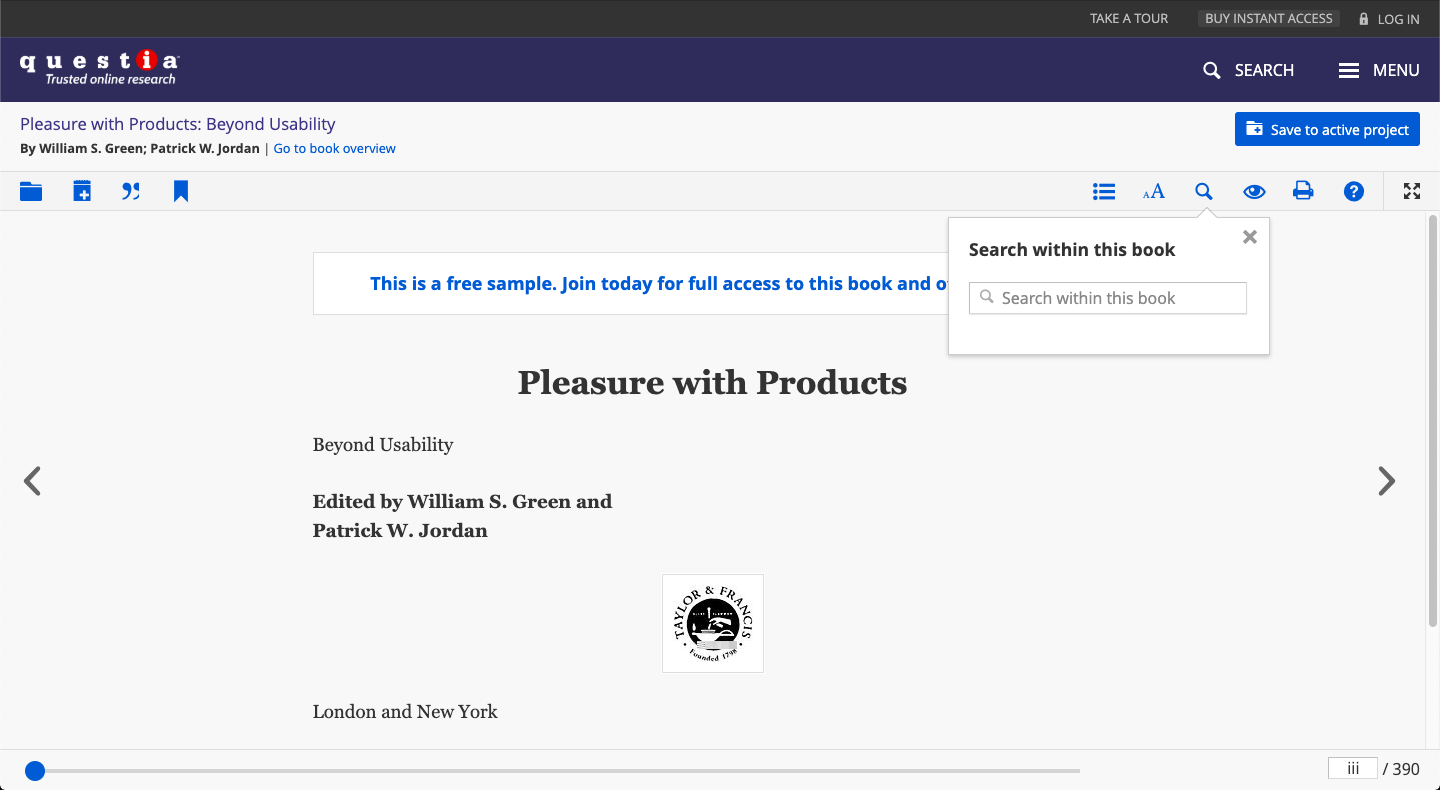 TAKE A TOUR BUY INSTANT ACCESS LOG IN
questia
Trusted online research
SEARCH MENU
Pleasure with Products: Beyond Usability
By William S. Green; Patrick W. Jordan | Go to book overview
Save to active project
AA
Search within this book
Search within this book
This is a free sample. Join today for full access to this book and
Pleasure with Products
Beyond Usability
Edited by William S. Green and
Patrick W. Jordan
TAYLOR & FRANCIS
Founded 1798
London and New York
iii / 390